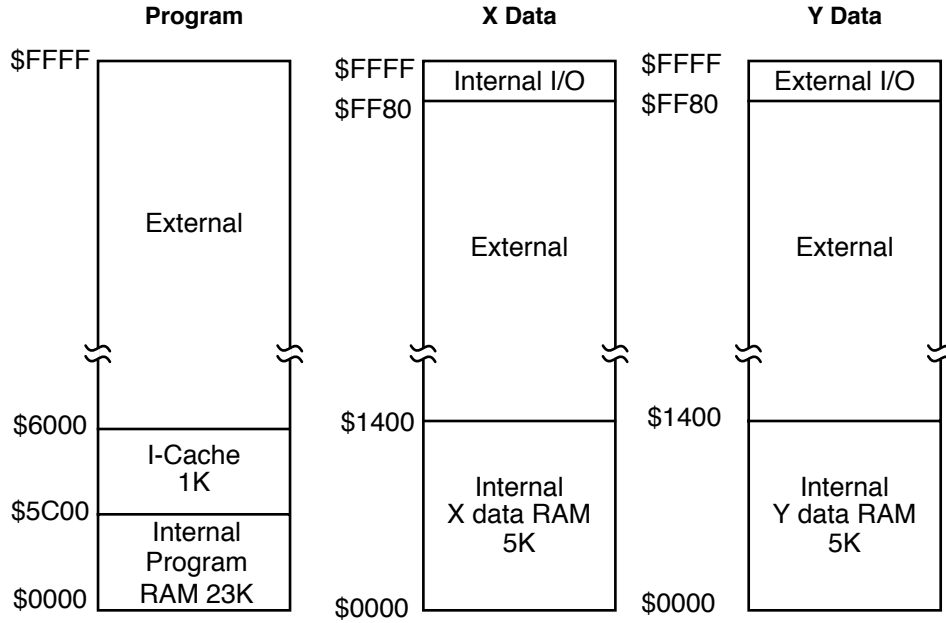 Program
$FFFF
External
$6000
I-Cache
1K
$5C00
Internal
Program
RAM 23K
$0000
X Data
$FFFF
Internal I/O
$FF80
External
$1400
Internal
X data RAM
5K
$0000
Y Data
$FFFF
External I/O
$FF80
External
$1400
Internal
Y data RAM
5K
$0000